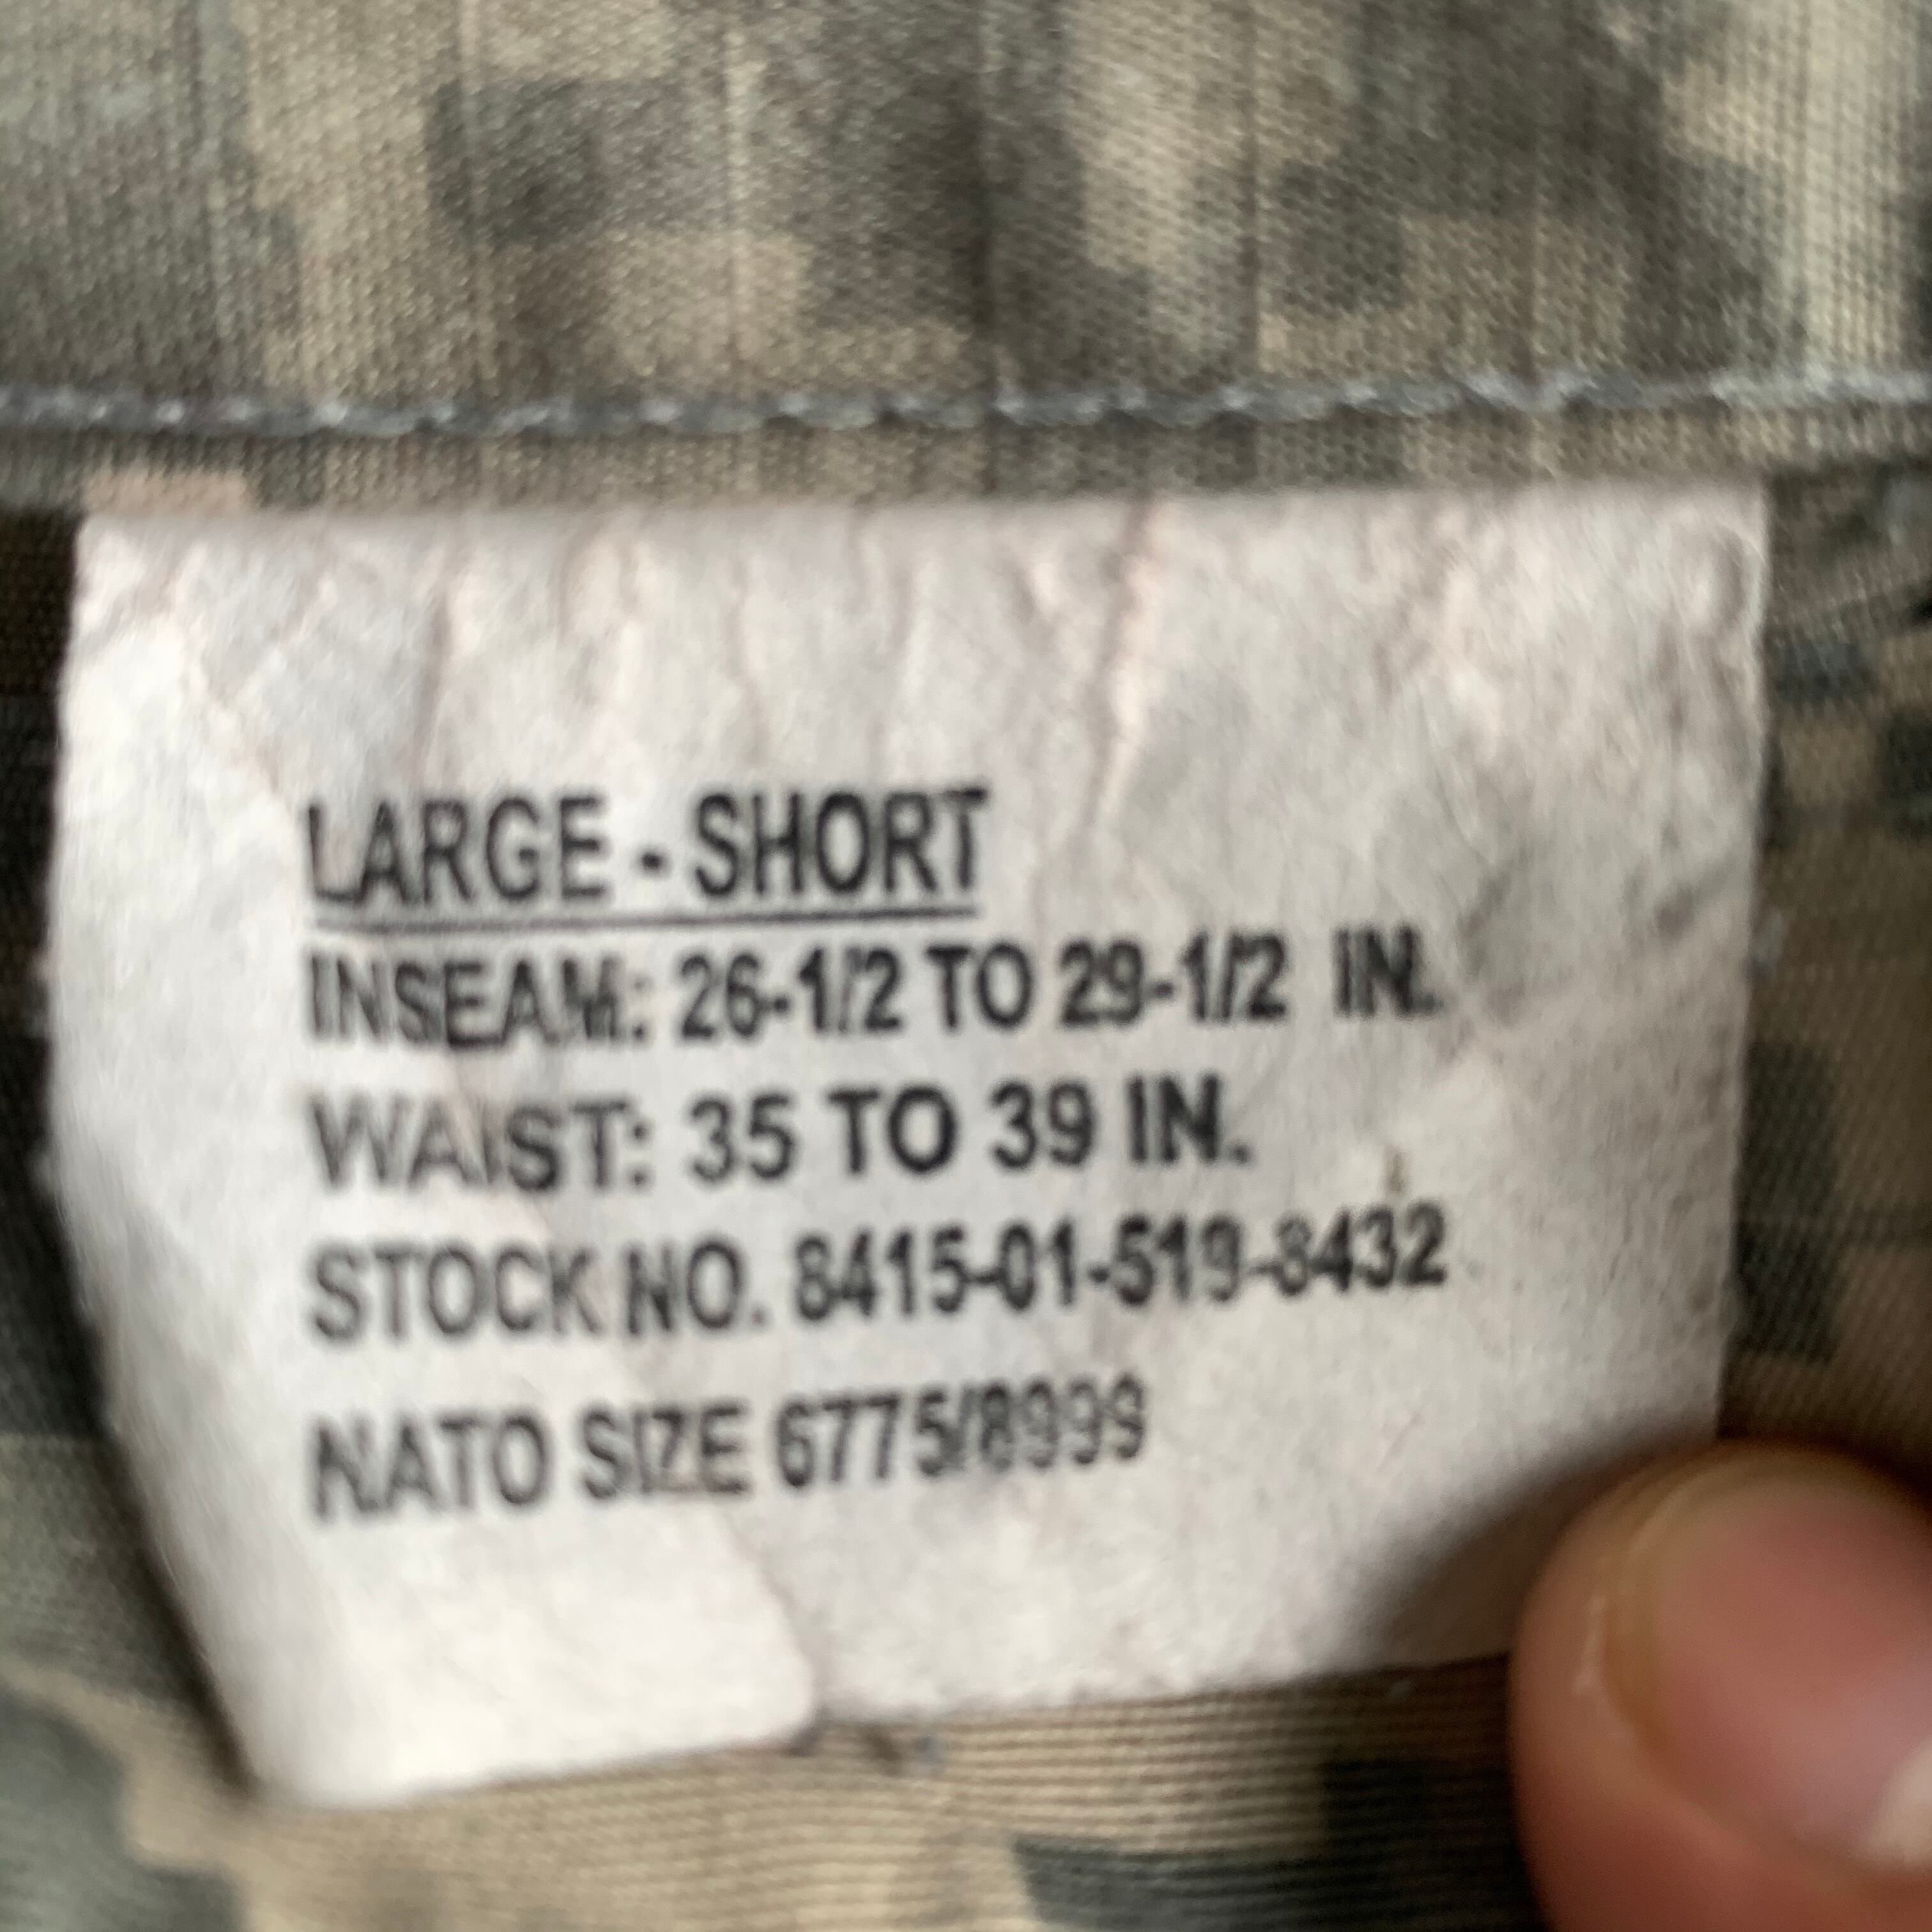 LARGE - SHORT
INSEAM: 26-1/2 TO 29-1/2 IN.
WAIST: 35 TO 39 IN.
STOCK NO. 8415-01-519-8432
NATO SIZE 6775/8999